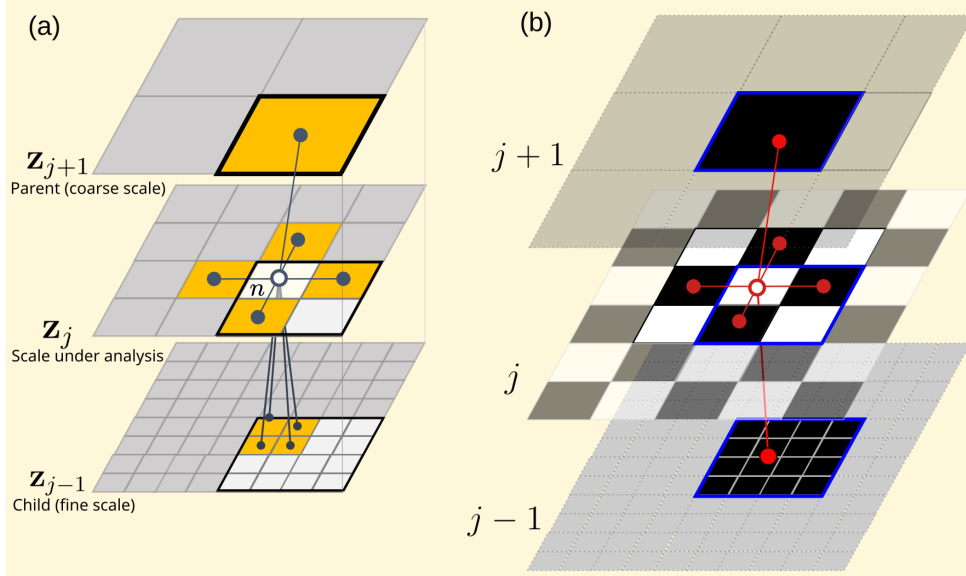 (a)
𝐳_{j+1}
Parent (coarse scale)
n
𝐳_j
Scale under analysis
𝐳_{j−1}
Child (fine scale)
(b)
j + 1
j
j − 1